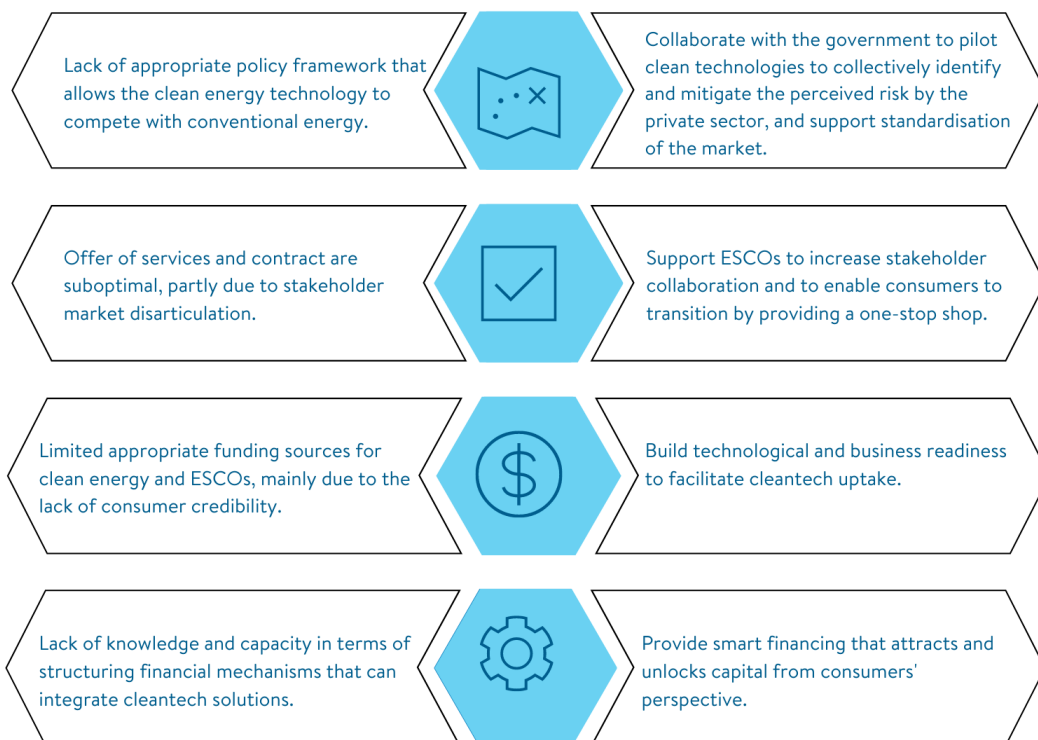 Lack of appropriate policy framework that
allows the clean energy technology to
compete with conventional energy.
Collaborate with the government to pilot
clean technologies to collectively identify
and mitigate the perceived risk by the
private sector, and support standardisation
of the market.
Offer of services and contract are
suboptimal, partly due to stakeholder
market disarticulation.
Support ESCOs to increase stakeholder
collaboration and to enable consumers to
transition by providing a one-stop shop.
Limited appropriate funding sources for
clean energy and ESCOs, mainly due to the
lack of consumer credibility.
Build technological and business readiness
to facilitate cleantech uptake.
Lack of knowledge and capacity in terms of
structuring financial mechanisms that can
integrate cleantech solutions.
Provide smart financing that attracts and
unlocks capital from consumers'
perspective.